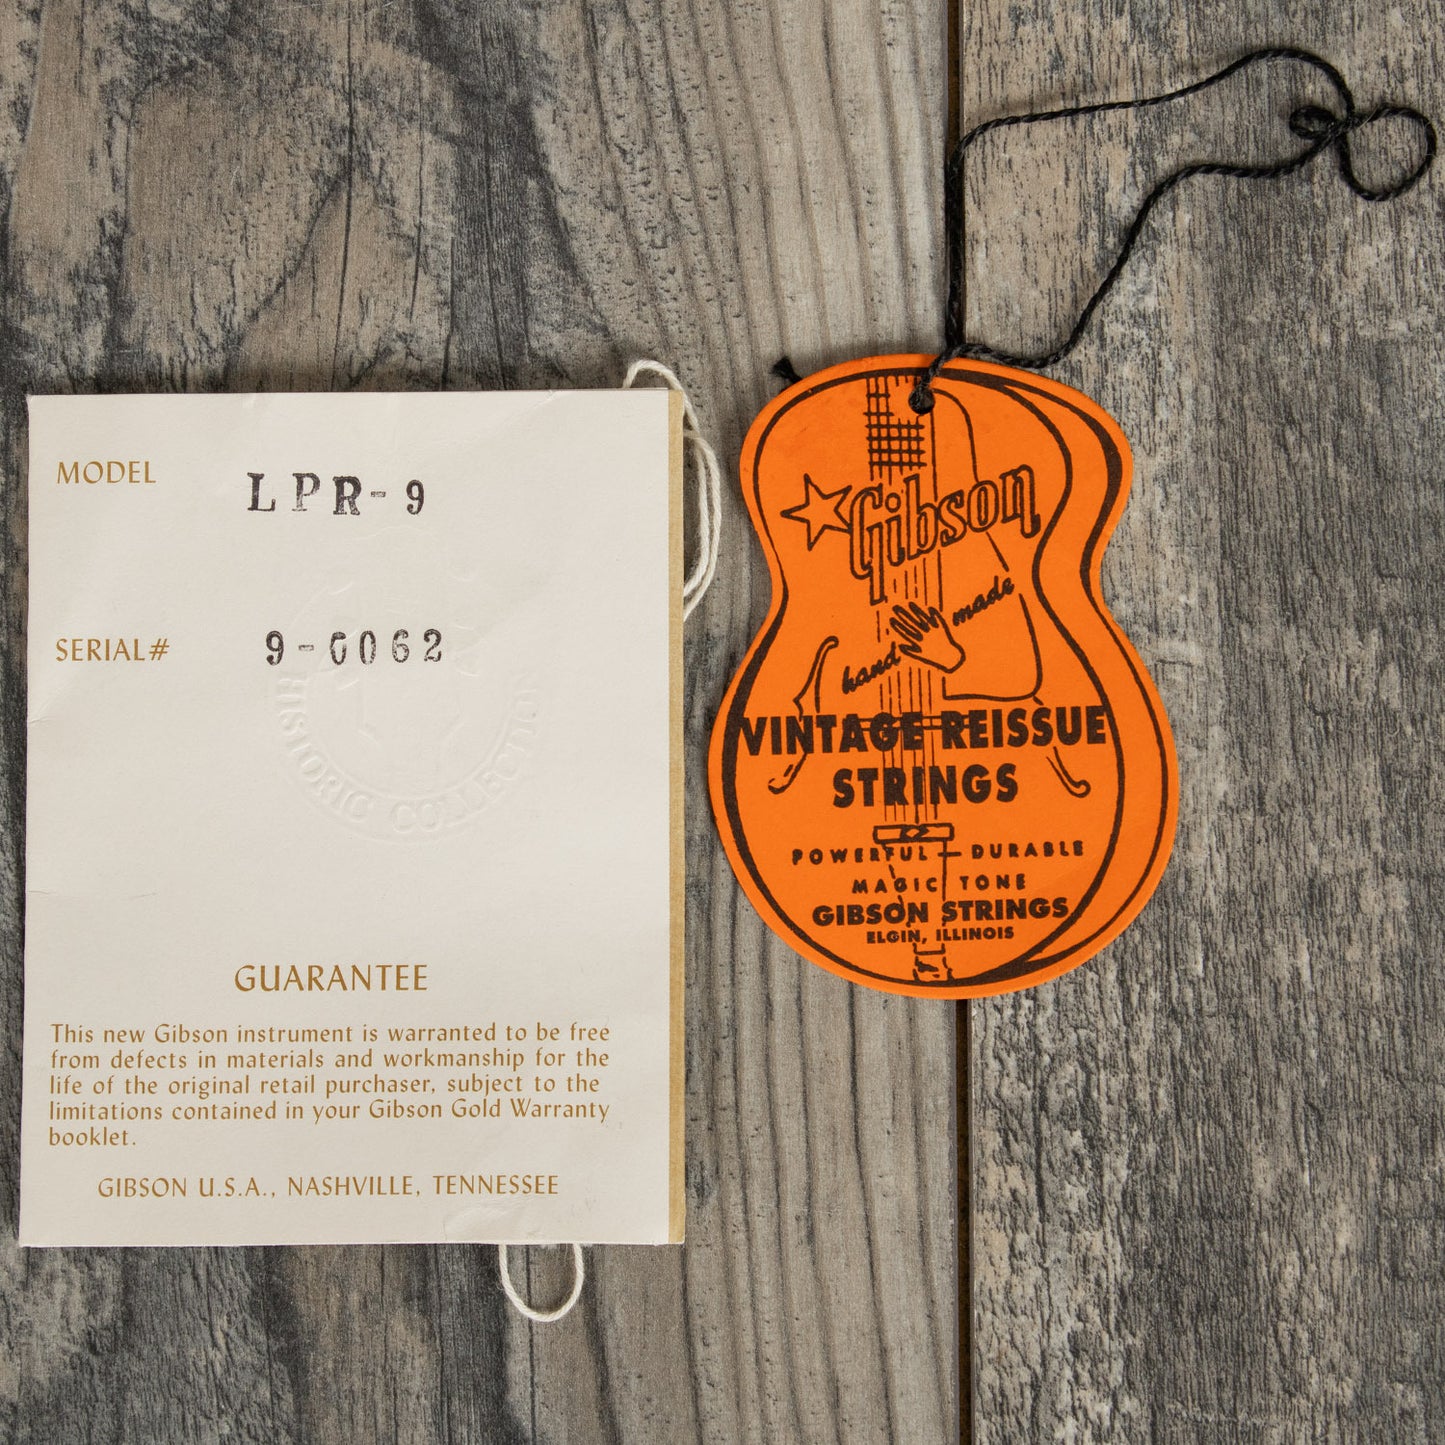 MODEL LPR-9
SERIAL# 9-0062
HISTORIC COLLECTION
GUARANTEE
This new Gibson instrument is warranted to be free
from defects in materials and workmanship for the
life of the original retail purchaser, subject to the
limitations contained in your Gibson Gold Warranty
booklet.
GIBSON U.S.A., NASHVILLE, TENNESSEE
Gibson
hand made
VINTAGE REISSUE
STRINGS
POWERFUL - DURABLE
MAGIC TONE
GIBSON STRINGS
ELGIN, ILLINOIS